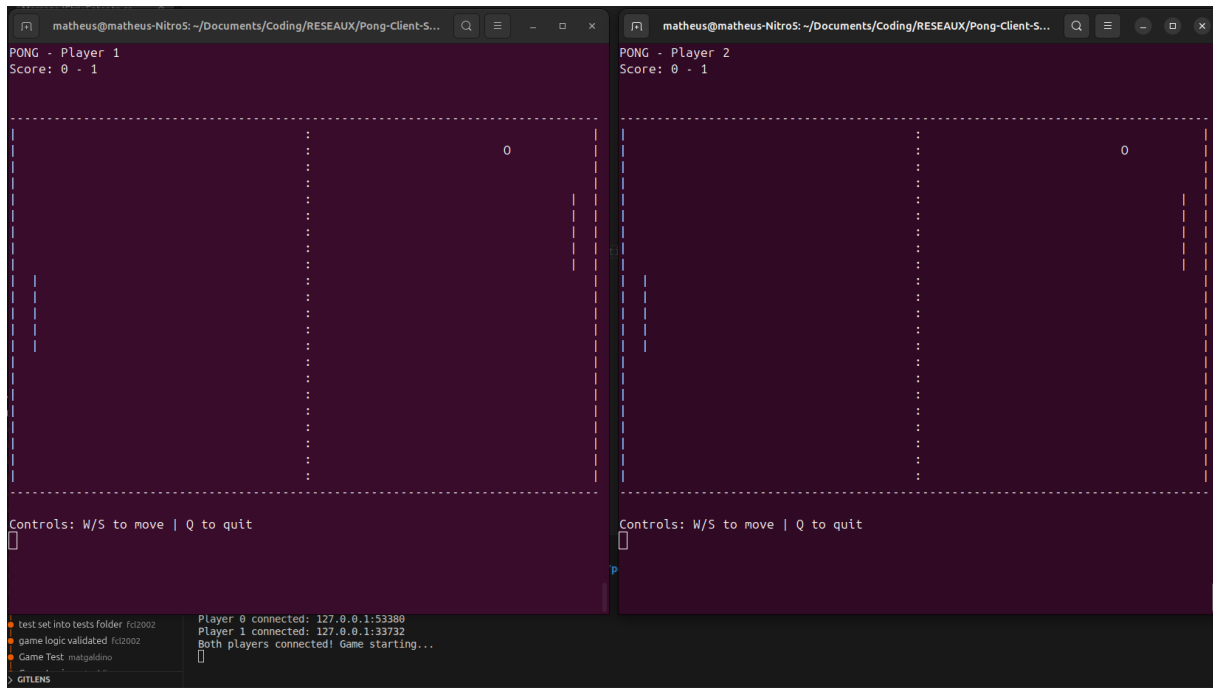 matheus@matheus-Nitro5: ~/Documents/Coding/RESEAUX/Pong-Client-S...
PONG - Player 1
Score: 0 - 1
O
Controls: W/S to move | Q to quit
matheus@matheus-Nitro5: ~/Documents/Coding/RESEAUX/Pong-Client-S...
PONG - Player 2
Score: 0 - 1
O
Controls: W/S to move | Q to quit
test set into tests folder fcl2002
game logic validated fcl2002
Game Test matgaldino
GITLENS
Player 0 connected: 127.0.0.1:53380
Player 1 connected: 127.0.0.1:33732
Both players connected! Game starting...